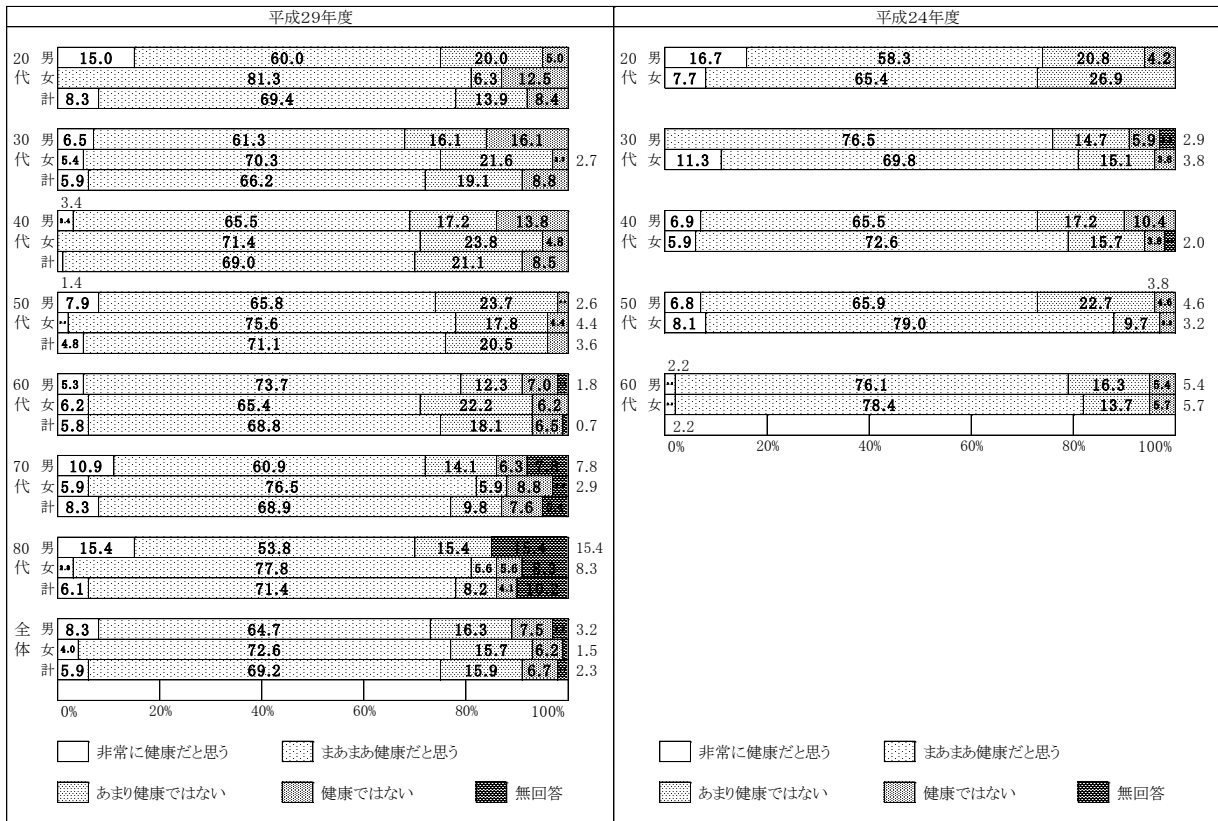 平成29年度
20 男 15.0 60.0 20.0 5.0
代 女 81.3 6.3 12.5
計 8.3 69.4 13.9 8.4
30 男 6.5 61.3 16.1 16.1
代 女 5.4 70.3 21.6 2.7
計 5.9 66.2 19.1 8.8
3.4
40 男 3.4 65.5 17.2 13.8
代 女 71.4 23.8 4.8
計 69.0 21.1 8.5
1.4
50 男 7.9 65.8 23.7 2.6
代 女 75.6 17.8 4.4 4.4
計 4.8 71.1 20.5 3.6
60 男 5.3 73.7 12.3 7.0 1.8
代 女 6.2 65.4 22.2 6.2
計 5.8 68.8 18.1 6.5 0.7
70 男 10.9 60.9 14.1 6.3 7.8 7.8
代 女 5.9 76.5 5.9 8.8 2.9
計 8.3 68.9 9.8 7.6
80 男 15.4 53.8 15.4 15.4 15.4
代 女 77.8 5.6 5.6 8.3 8.3
計 6.1 71.4 8.2 4.1 10.2
全 男 8.3 64.7 16.3 7.5 3.2
体 女 4.0 72.6 15.7 6.2 1.5
計 5.9 69.2 15.9 6.7 2.3
0% 20% 40% 60% 80% 100%
非常に健康だと思う まあまあ健康だと思う
あまり健康ではない 健康ではない 無回答
平成24年度
20 男 16.7 58.3 20.8 4.2
代 女 7.7 65.4 26.9
30 男 76.5 14.7 5.9 2.9
代 女 11.3 69.8 15.1 3.8 3.8
40 男 6.9 65.5 17.2 10.4
代 女 5.9 72.6 15.7 3.8 2.0
3.8
50 男 6.8 65.9 22.7 4.6 4.6
代 女 8.1 79.0 9.7 3.2
2.2
60 男 76.1 16.3 5.4 5.4
代 女 78.4 13.7 5.7 5.7
2.2
0% 20% 40% 60% 80% 100%
非常に健康だと思う まあまあ健康だと思う
あまり健康ではない 健康ではない 無回答